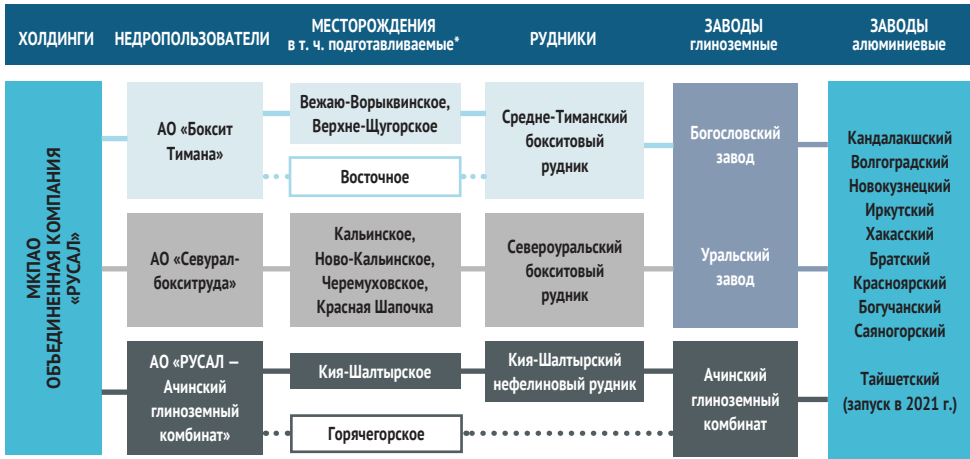 ХОЛДИНГИ
НЕДРОПОЛЬЗОВАТЕЛИ
МЕСТОРОЖДЕНИЯ
в т. ч. подготавливаемые*
РУДНИКИ
ЗАВОДЫ
глиноземные
ЗАВОДЫ
алюминиевые
МКПАО
ОБЪЕДИНЕННАЯ КОМПАНИЯ
«РУСАЛ»
АО «Боксит
Тимана»
Вежаю-Ворыквинское,
Верхне-Щугорское
Восточное
Средне-Тиманский
бокситовый
рудник
Богословский
завод
АО «Севурал-
бокситруда»
Кальинское,
Ново-Кальинское,
Черемуховское,
Красная Шапочка
Североуральский
бокситовый
рудник
Уральский
завод
АО «РУСАЛ —
Ачинский
глиноземный
комбинат»
Кия-Шалтырское
Горячегорское
Кия-Шалтырский
нефелиновый рудник
Ачинский
глиноземный
комбинат
Кандалакшский
Волгоградский
Новокузнецкий
Иркутский
Хакасский
Братский
Красноярский
Богучанский
Саяногорский
Тайшетский
(запуск в 2021 г.)